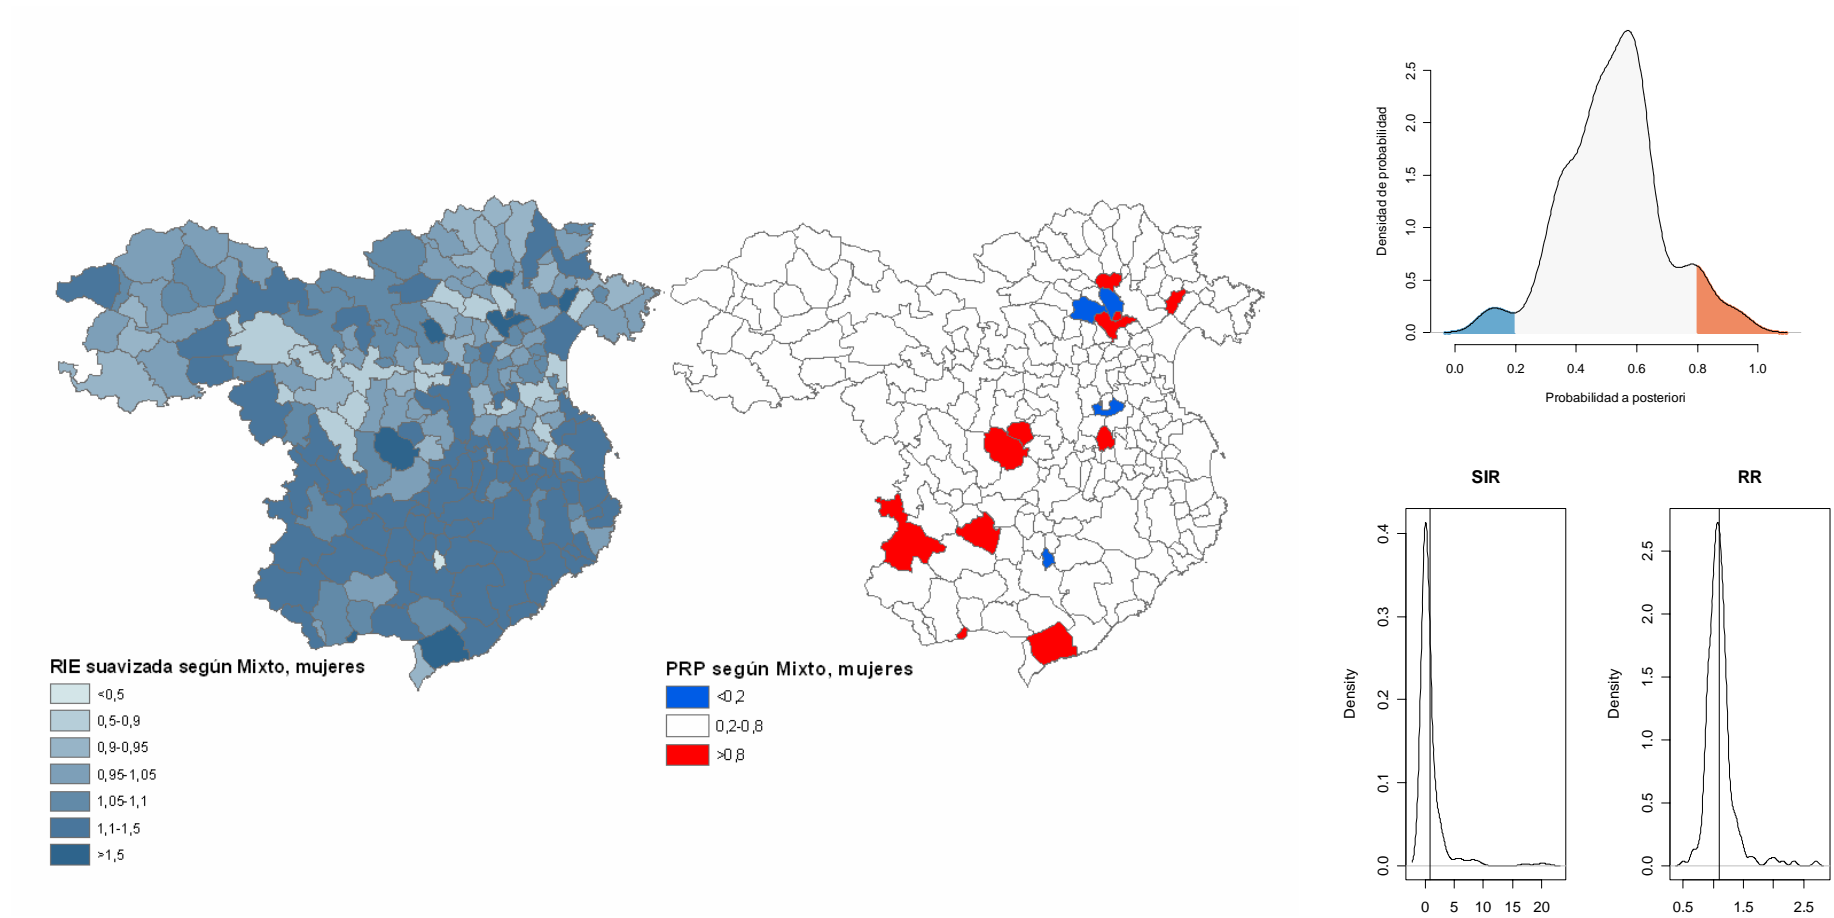 RIE suavizada según Mixto, mujeres
<0,5
0,5-0,9
0,9-0,95
0,95-1,05
1,05-1,1
1,1-1,5
>1,5
PRP según Mixto, mujeres
<0,2
0,2-0,8
>0,8
Densidad de probabilidad
2.5
2.0
1.5
1.0
0.5
0.0
0.0 0.2 0.4 0.6 0.8 1.0
Probabilidad a posteriori
SIR
Density
0.4
0.3
0.2
0.1
0.0
0 5 10 15 20
RR
Density
2.5
2.0
1.5
1.0
0.5
0.0
0.5 1.5 2.5